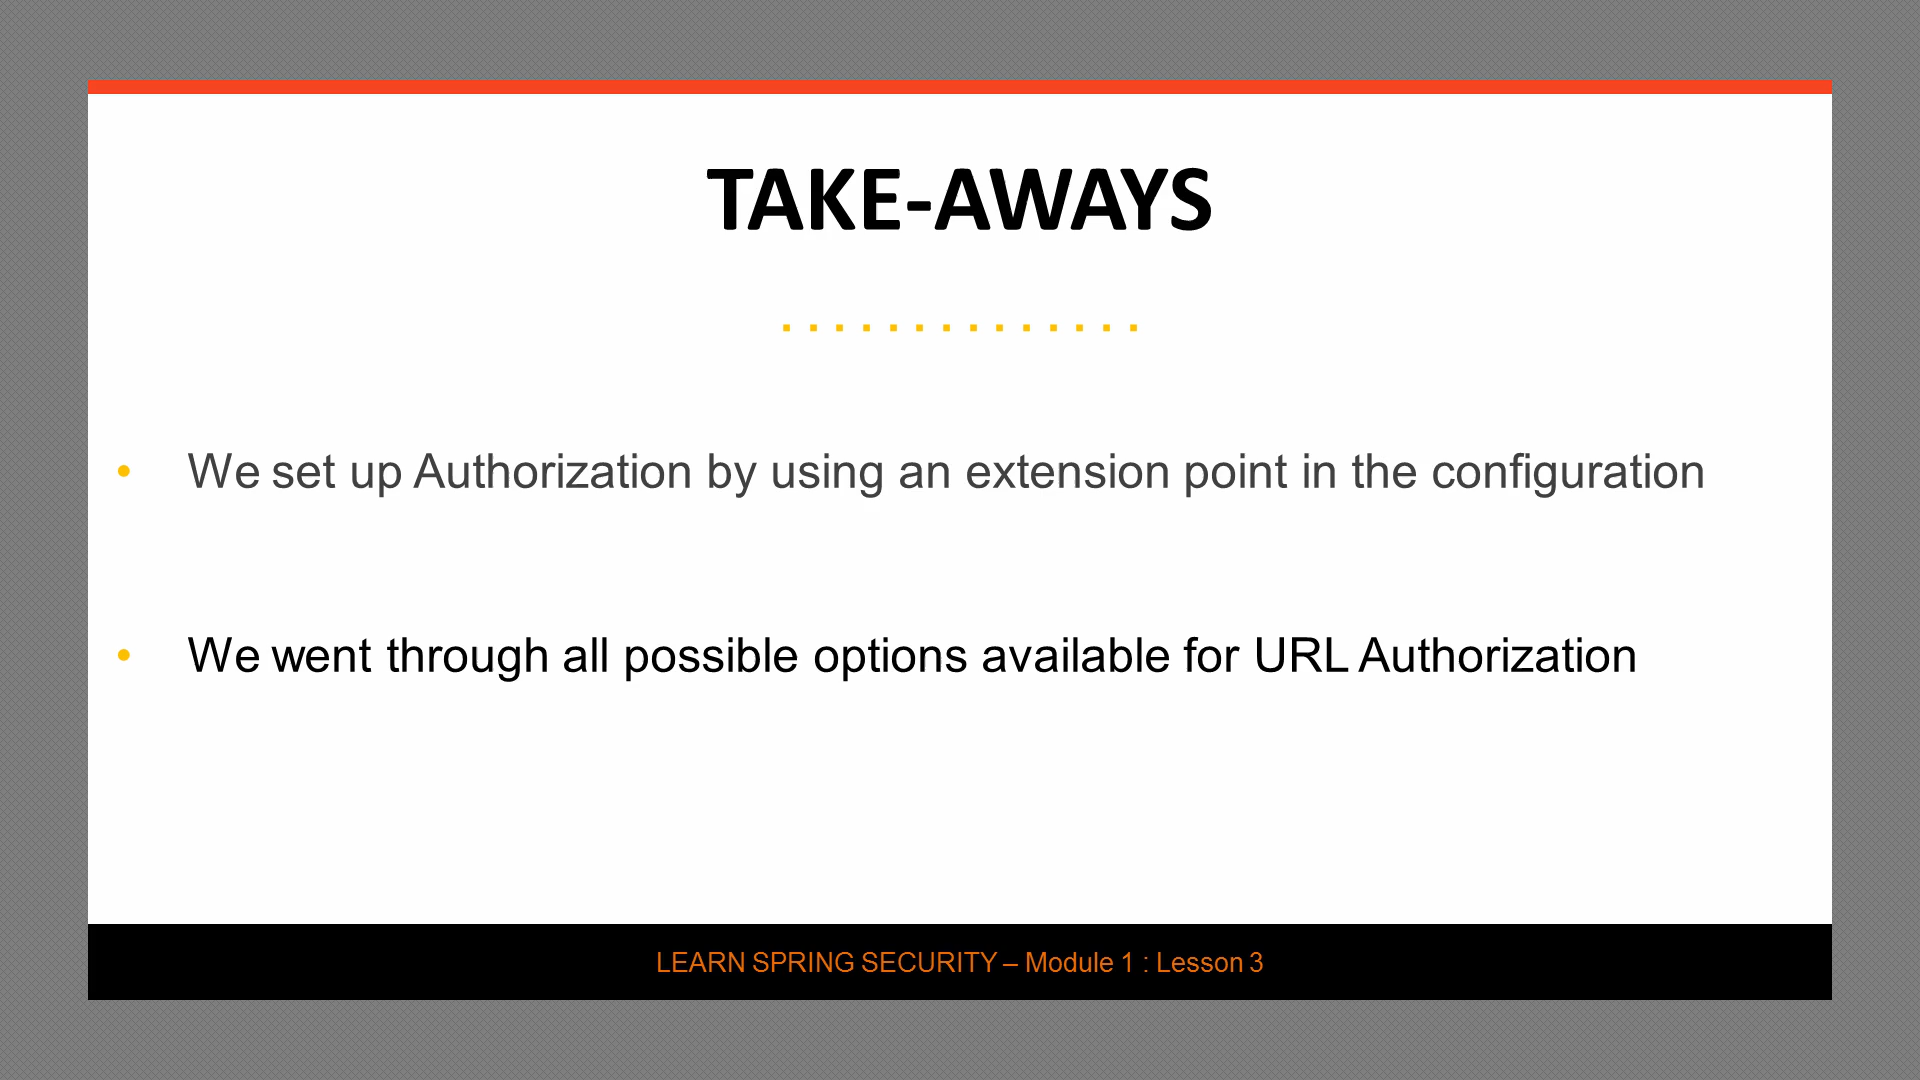 TAKE-AWAYS
• We set up Authorization by using an extension point in the configuration
• We went through all possible options available for URL Authorization
LEARN SPRING SECURITY – Module 1 : Lesson 3